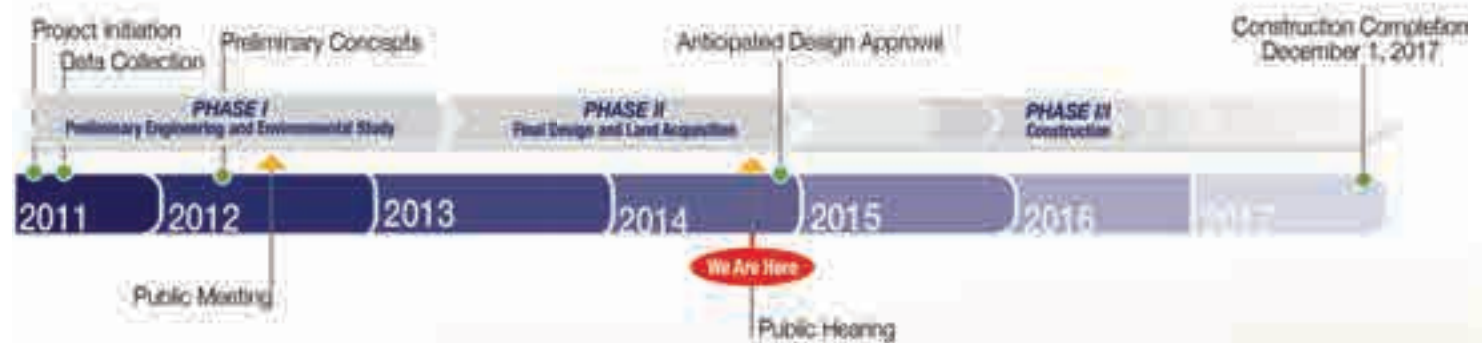 Project Initiation
Data Collection
Preliminary Concepts
Anticipated Design Approval
Construction Completion
December 1, 2017
PHASE I
Preliminary Engineering and Environmental Study
PHASE II
Final Design and Land Acquisition
PHASE III
Construction
2011
2012
2013
2014
2015
2016
2017
We Are Here
Public Meeting
Public Hearing